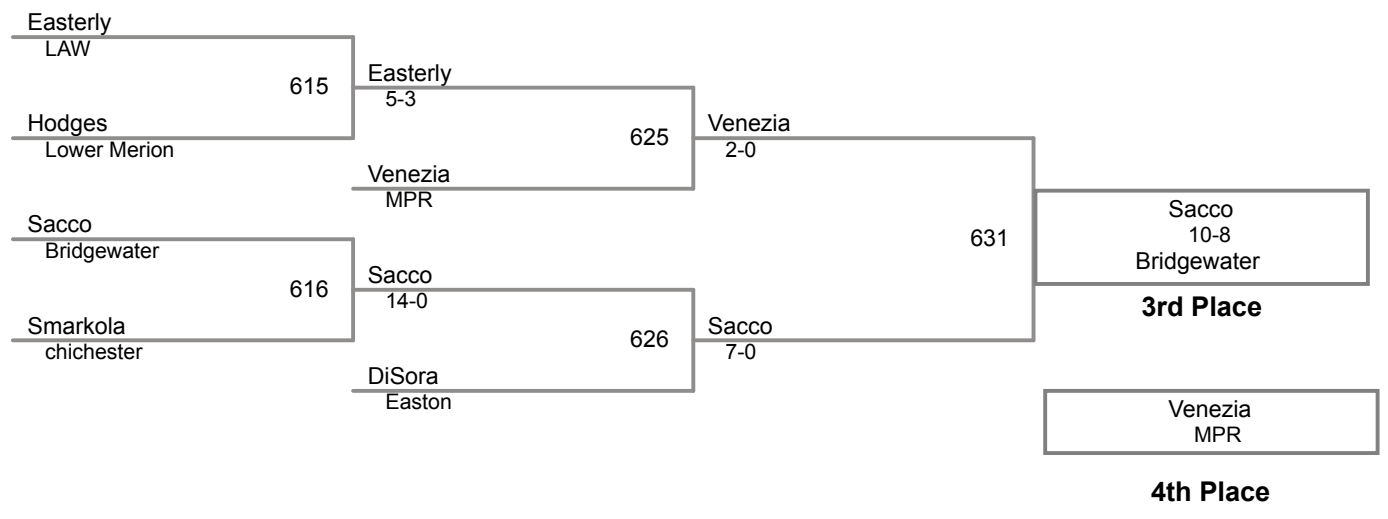 Easterly
LAW
615
Easterly
5-3
Hodges
Lower Merion
625
Venezia
2-0
Venezia
MPR
Sacco
Bridgewater
631
Sacco
10-8
Bridgewater
3rd Place
616
Sacco
14-0
Smarkola
chichester
626
Sacco
7-0
DiSora
Easton
Venezia
MPR
4th Place